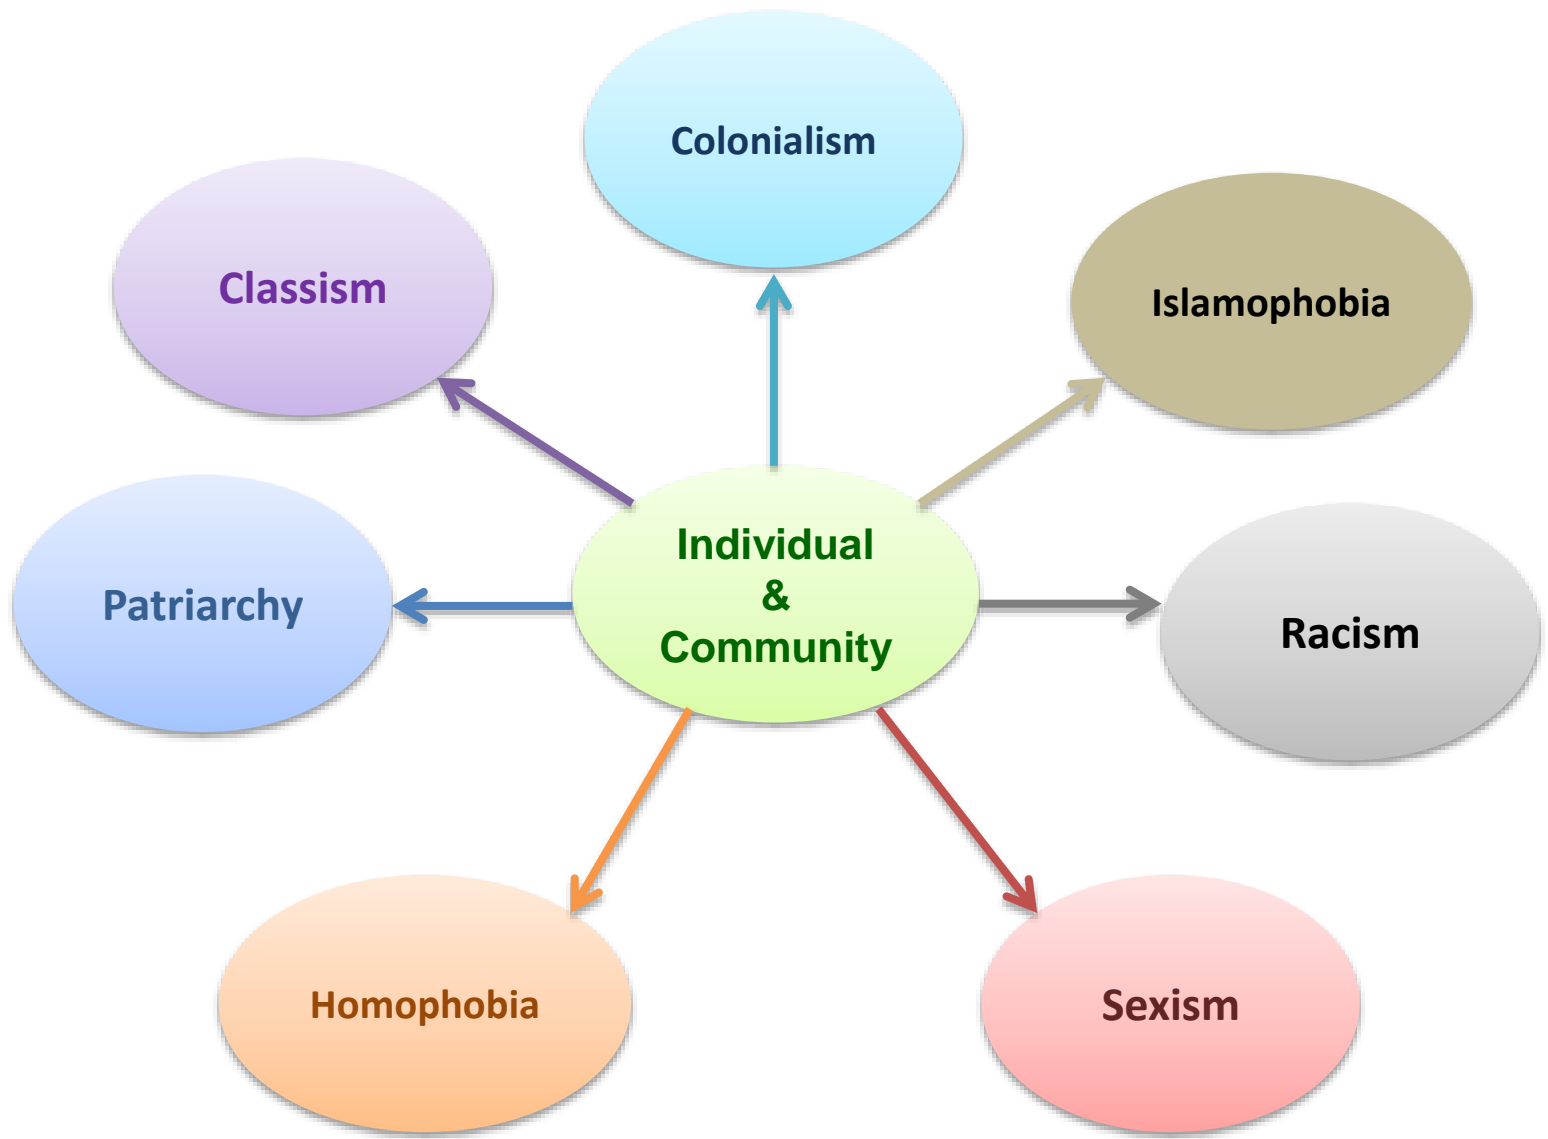 Colonialism
Classism
Islamophobia
Individual
&
Community
Patriarchy
Racism
Homophobia
Sexism